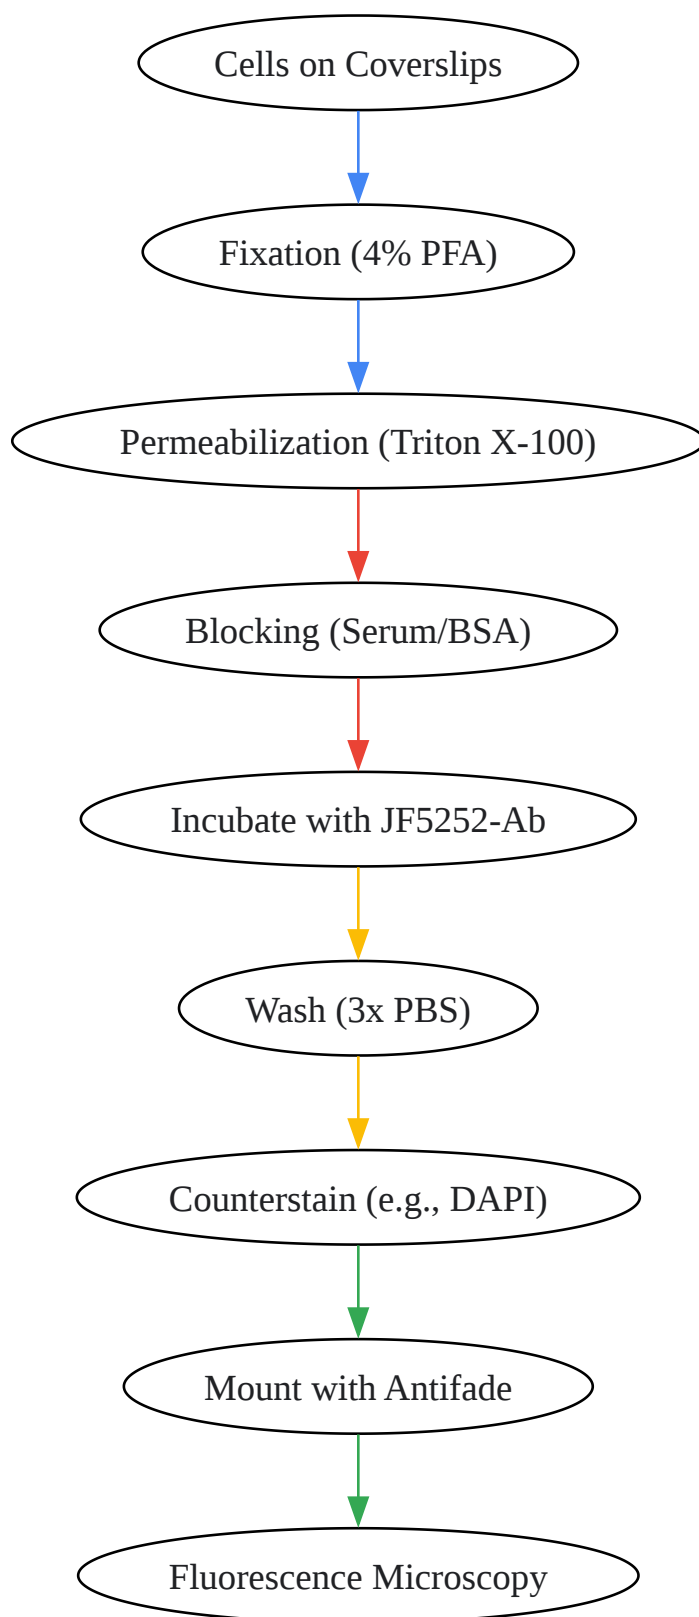 Cells on Coverslips
Fixation (4% PFA)
Permeabilization (Triton X-100)
Blocking (Serum/BSA)
Incubate with JF5252-Ab
Wash (3x PBS)
Counterstain (e.g., DAPI)
Mount with Antifade
Fluorescence Microscopy